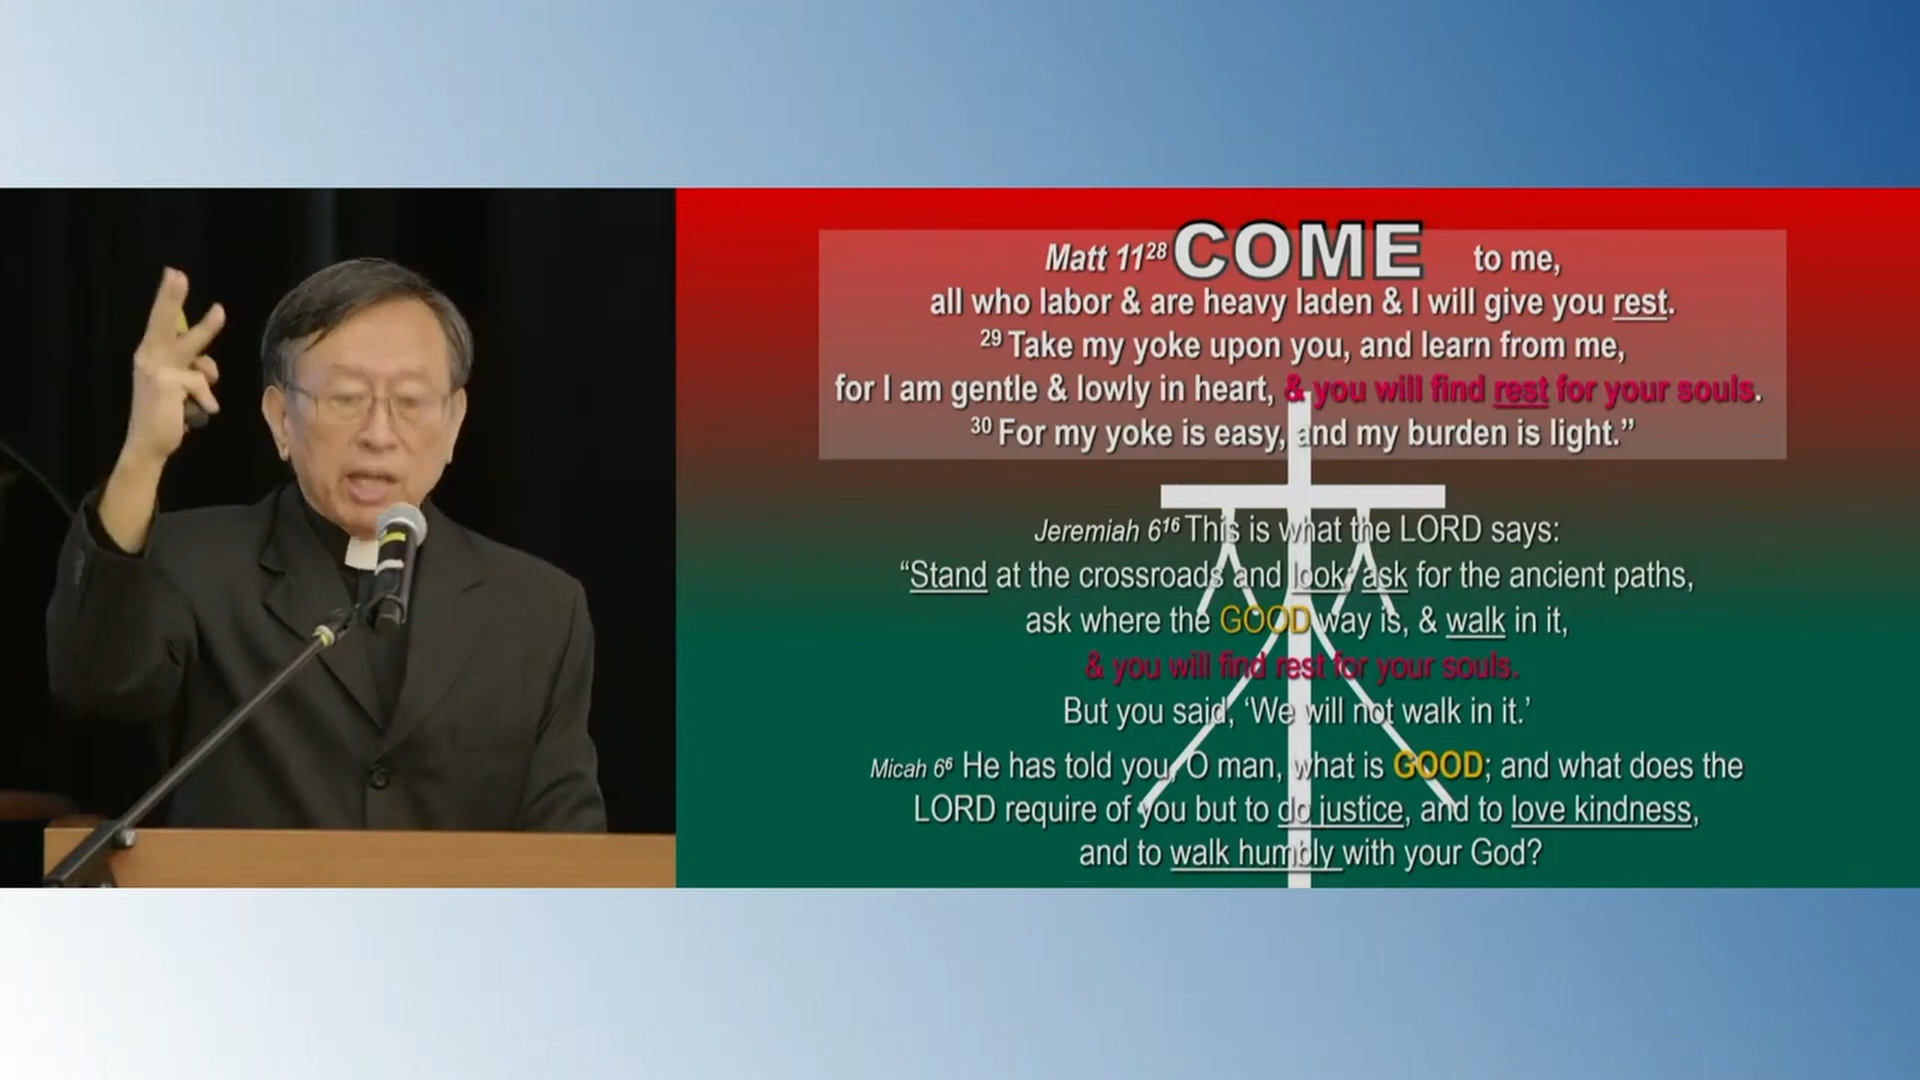 Matt 11²⁸ COME to me,
all who labor & are heavy laden & I will give you rest.
²⁹ Take my yoke upon you, and learn from me,
for I am gentle & lowly in heart, & you will find rest for your souls.
³⁰ For my yoke is easy, and my burden is light.”
Jeremiah 6¹⁶ This is what the LORD says:
“Stand at the crossroads and look; ask for the ancient paths,
ask where the GOOD way is, & walk in it,
& you will find rest for your souls.
But you said, ‘We will not walk in it.’
Micah 6⁶ He has told you, O man, what is GOOD; and what does the
LORD require of you but to do justice, and to love kindness,
and to walk humbly with your God?